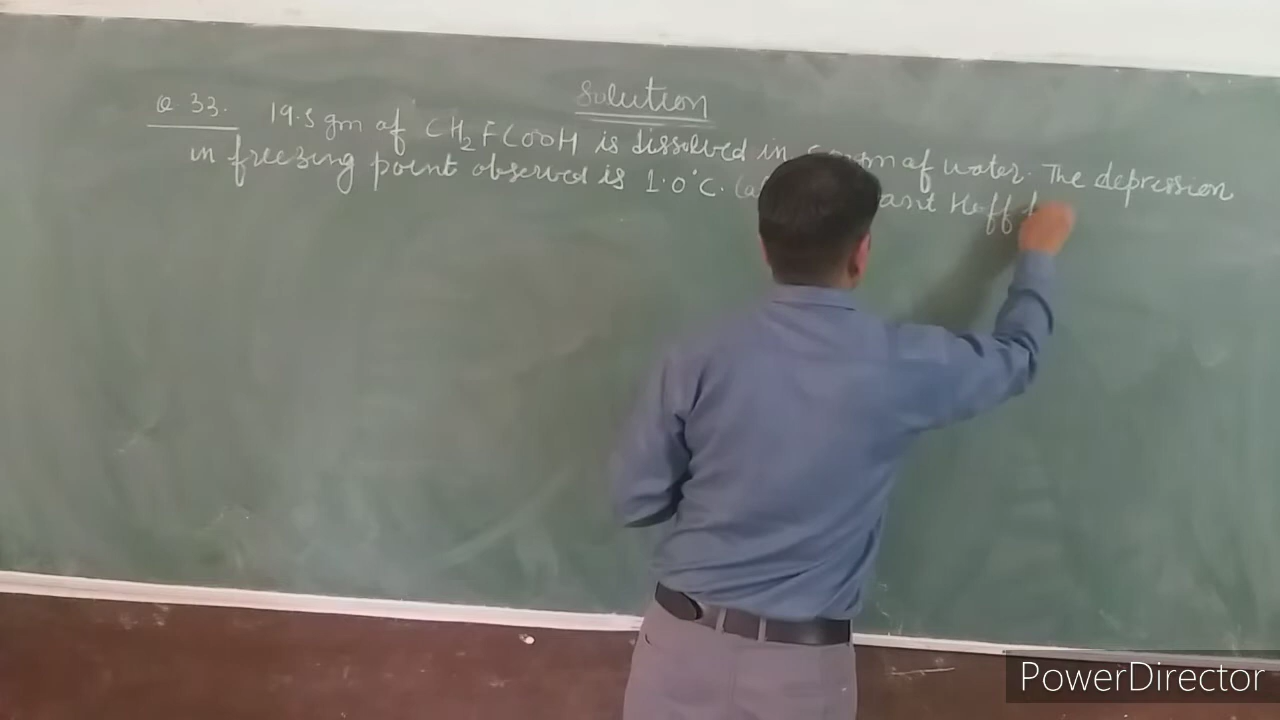 Solution
Q 33. 19.5 gm of CH2FCOOH is dissolved in gm of water. The depression
in freezing point observed is 1.0°C. Hoff
PowerDirector